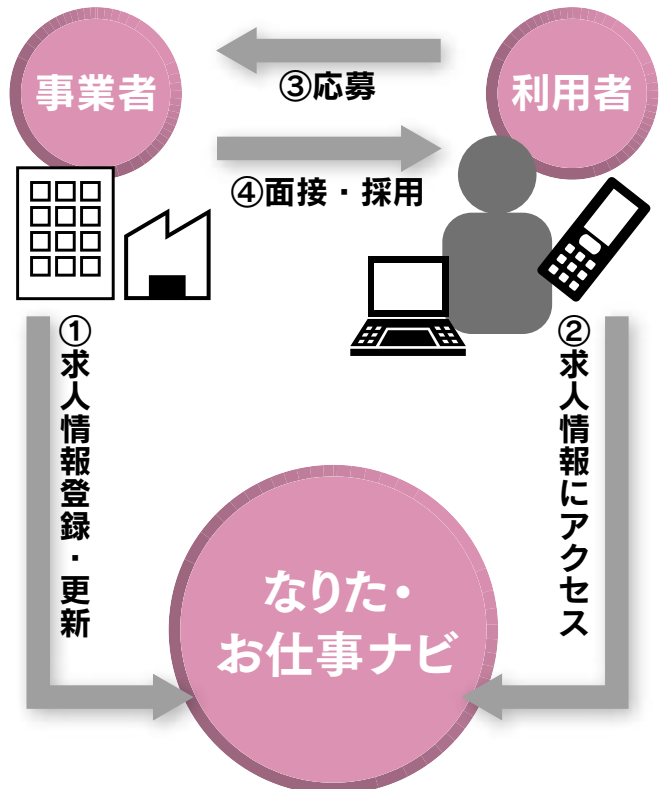 事業者
利用者
③応募
④面接・採用
①求人情報登録・更新
②求人情報にアクセス
なりた・
お仕事ナビ